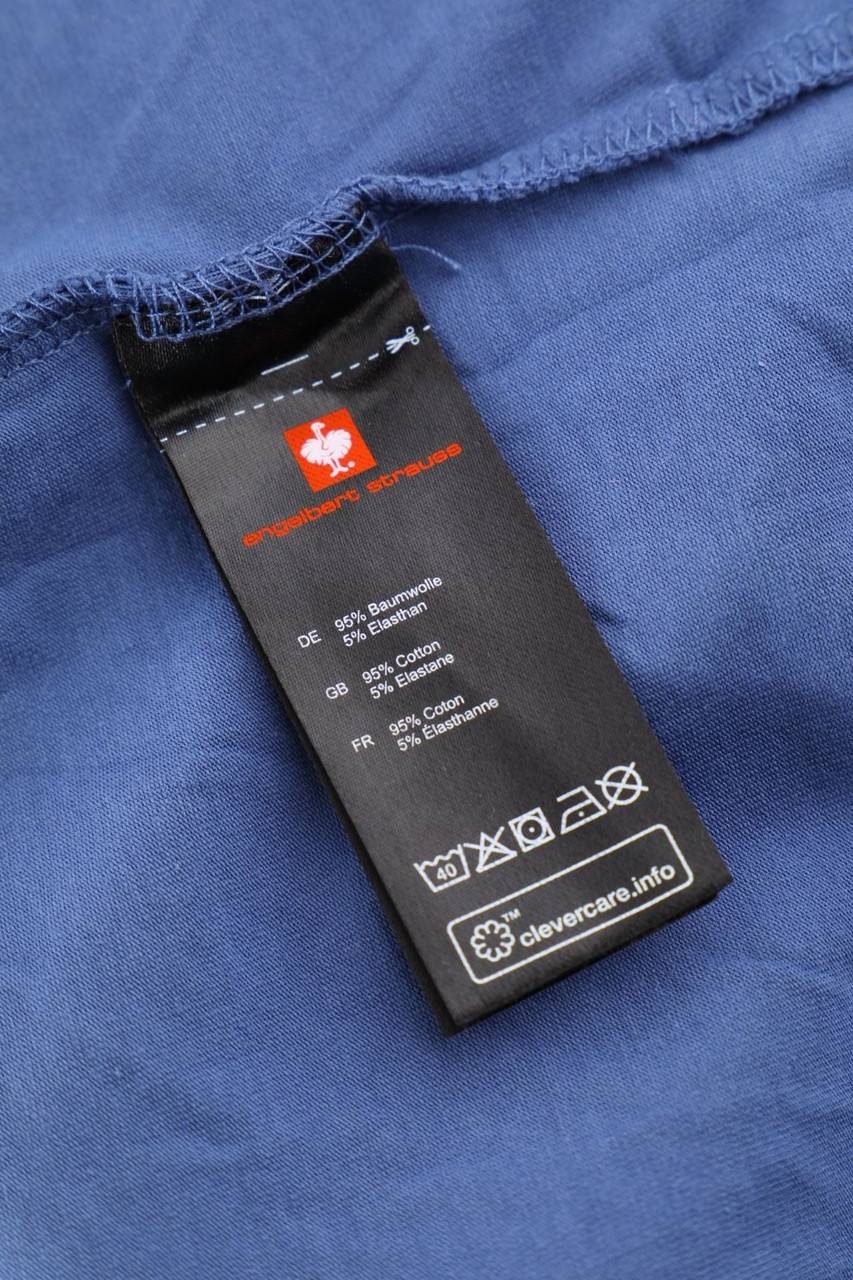 engelbert strauss
DE 95% Baumwolle
5% Elasthan
GB 95% Cotton
5% Elastane
FR 95% Coton
5% Élasthanne
40
™ clevercare.info